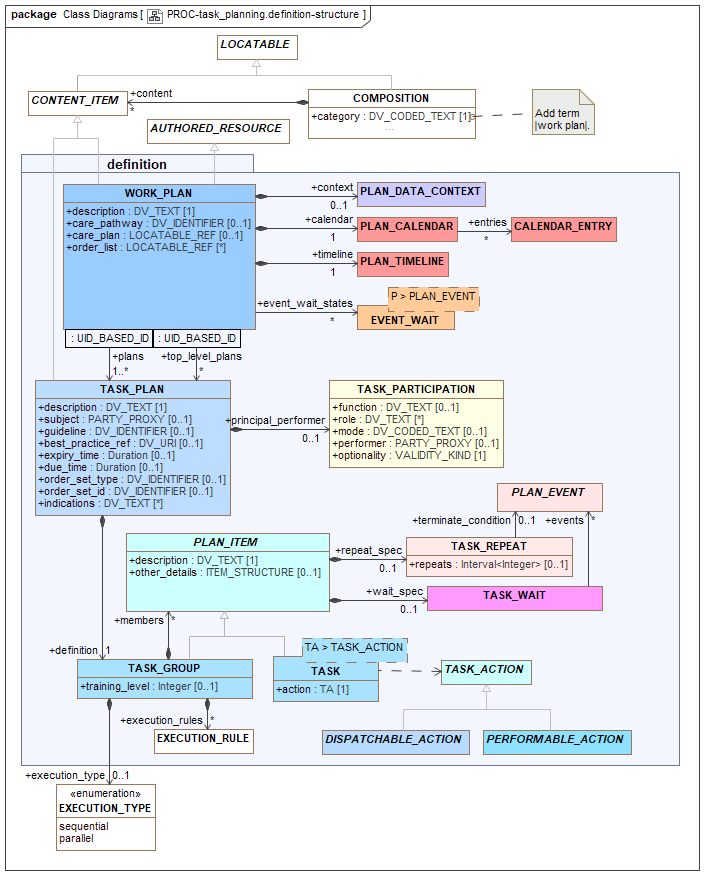 package Class Diagrams [ PROC-task_planning.definition-structure ]
LOCATABLE
CONTENT_ITEM
+content
*
COMPOSITION
+category : DV_CODED_TEXT [1]
...
Add term
|work plan|.
AUTHORED_RESOURCE
definition
WORK_PLAN
+description : DV_TEXT [1]
+care_pathway : DV_IDENTIFIER [0..1]
+care_plan : LOCATABLE_REF [0..1]
+order_list : LOCATABLE_REF [*]
+context
0..1
PLAN_DATA_CONTEXT
+calendar
1
PLAN_CALENDAR
+entries
*
CALENDAR_ENTRY
+timeline
1
PLAN_TIMELINE
+event_wait_states
*
P > PLAN_EVENT
EVENT_WAIT
: UID_BASED_ID
: UID_BASED_ID
+plans
1..*
+top_level_plans
*
TASK_PLAN
+description : DV_TEXT [1]
+subject : PARTY_PROXY [0..1]
+guideline : DV_IDENTIFIER [0..1]
+best_practice_ref : DV_URI [0..1]
+expiry_time : Duration [0..1]
+due_time : Duration [0..1]
+order_set_type : DV_IDENTIFIER [0..1]
+order_set_id : DV_IDENTIFIER [0..1]
+indications : DV_TEXT [*]
+principal_performer
0..1
TASK_PARTICIPATION
+function : DV_TEXT [0..1]
+role : DV_TEXT [*]
+mode : DV_CODED_TEXT [0..1]
+performer : PARTY_PROXY [0..1]
+optionality : VALIDITY_KIND [1]
PLAN_EVENT
+terminate_condition
0..1
+events
*
PLAN_ITEM
+description : DV_TEXT [1]
+other_details : ITEM_STRUCTURE [0..1]
+repeat_spec
0..1
TASK_REPEAT
+repeats : Interval<Integer> [0..1]
+wait_spec
0..1
TASK_WAIT
+members
*
+definition
1
TASK_GROUP
+training_level : Integer [0..1]
TA > TASK_ACTION
TASK
+action : TA [1]
TASK_ACTION
+execution_rules
*
EXECUTION_RULE
DISPATCHABLE_ACTION
PERFORMABLE_ACTION
+execution_type
0..1
«enumeration»
EXECUTION_TYPE
sequential
parallel